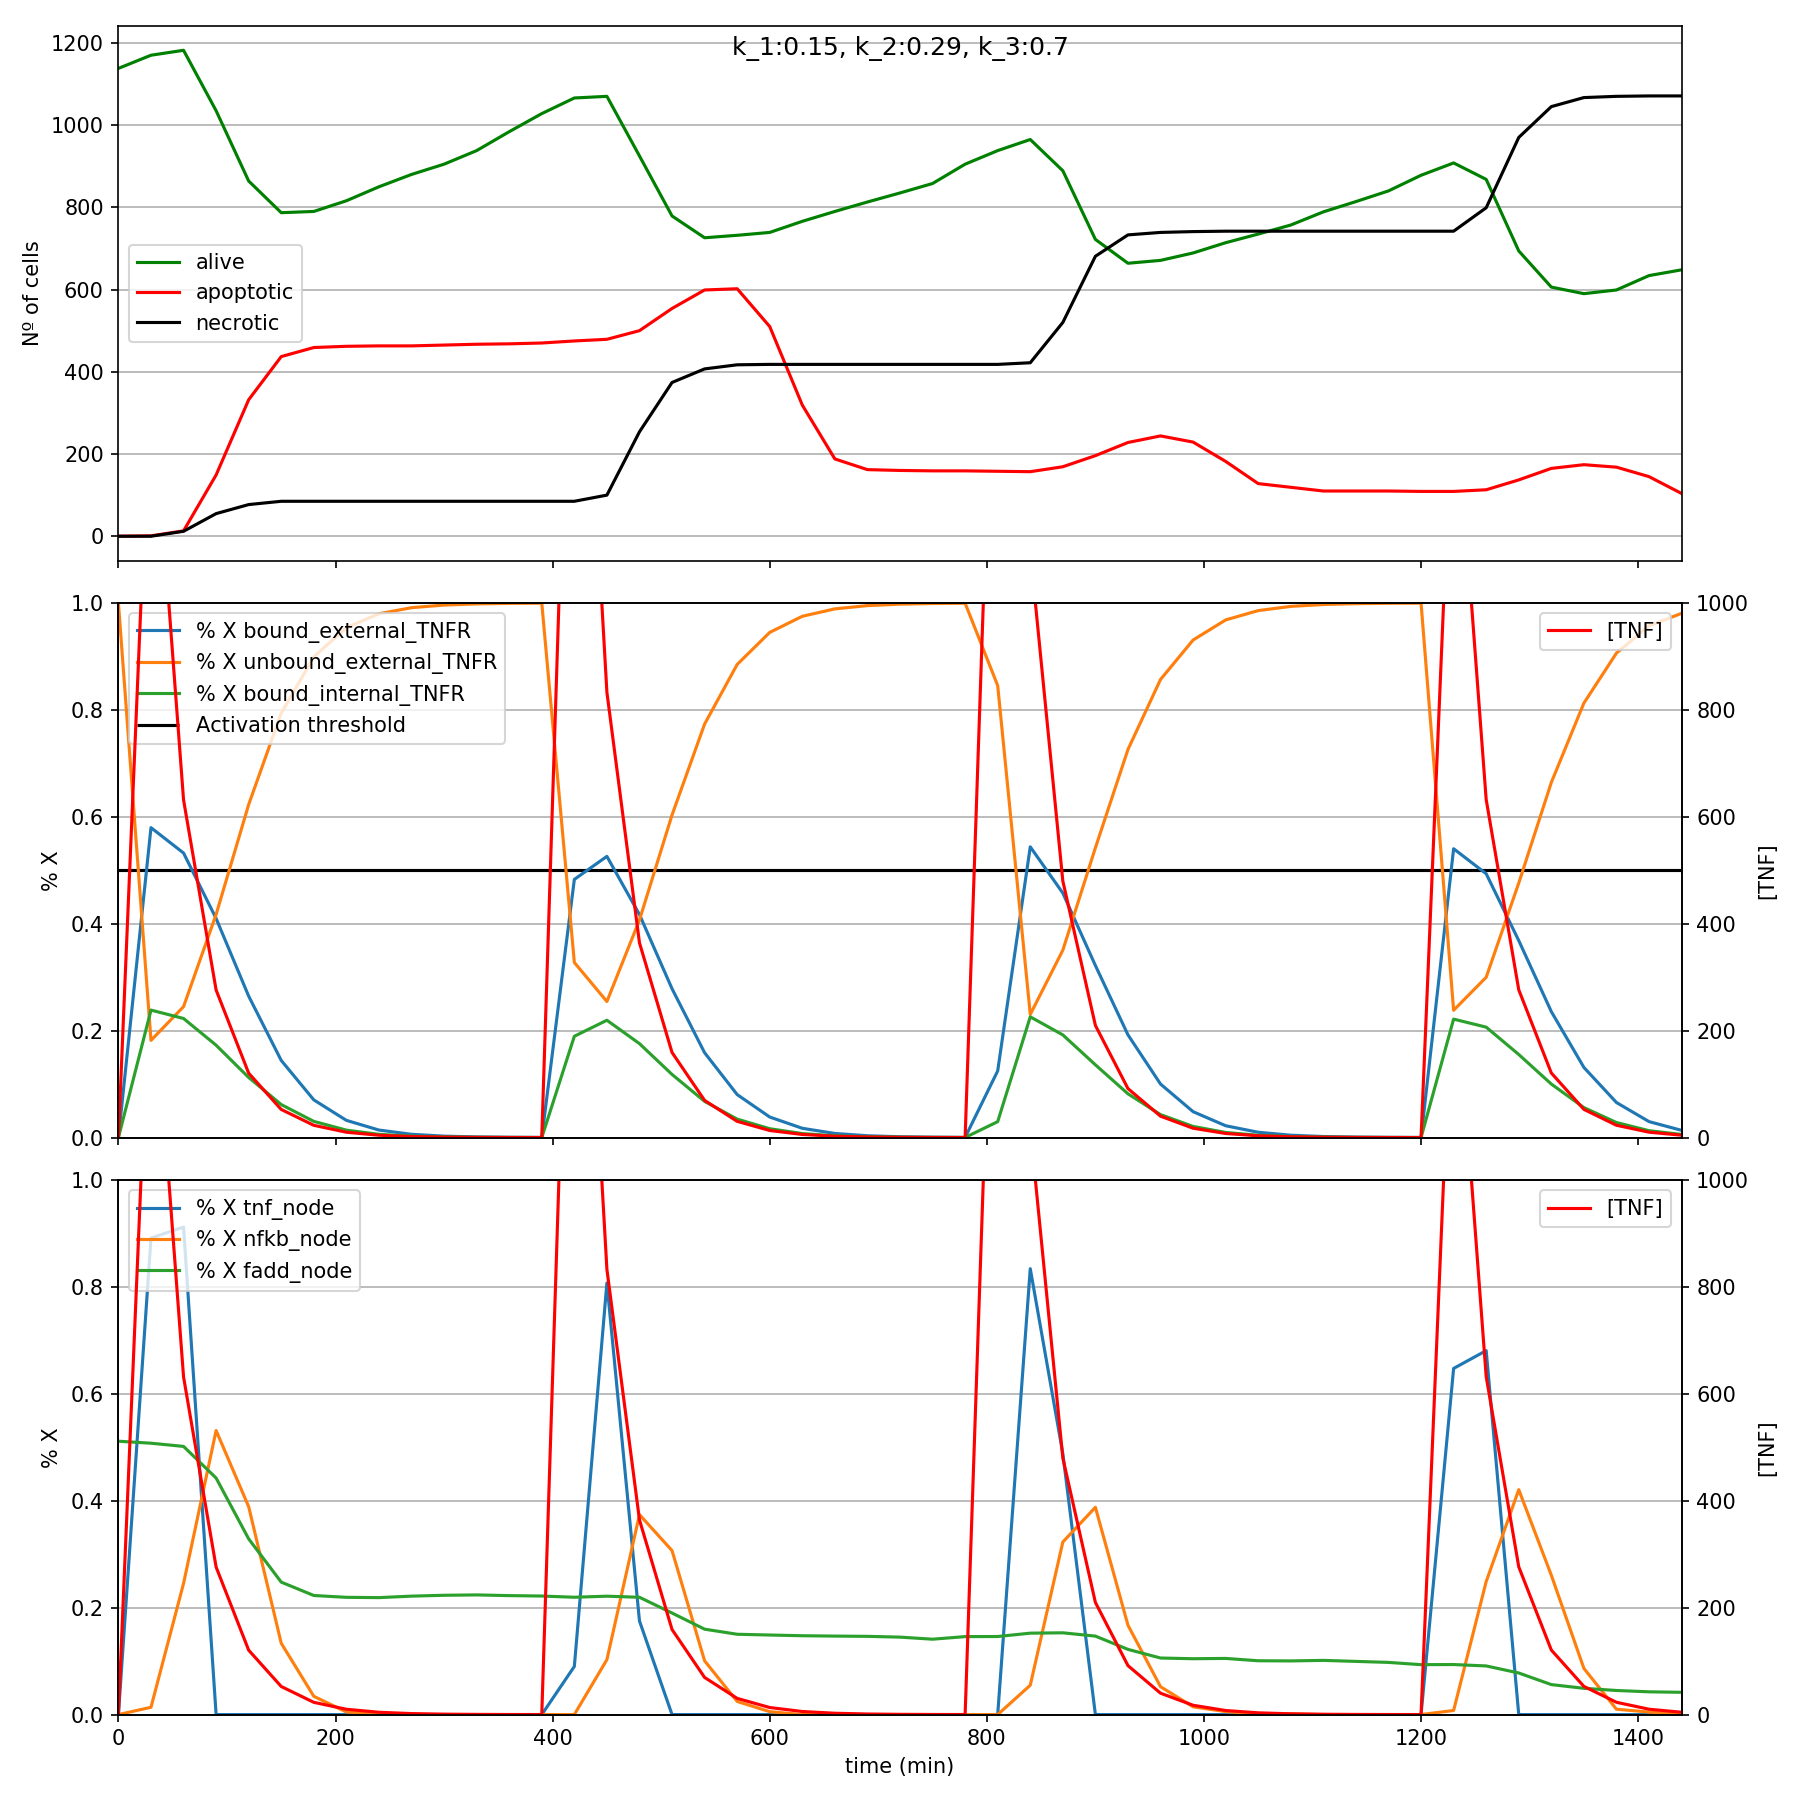 k_1:0.15, k_2:0.29, k_3:0.7
1200
1000
800
600
400
200
0
Nº of cells
alive
apoptotic
necrotic
1.0
0.8
0.6
0.4
0.2
0.0
% X
% X bound_external_TNFR
% X unbound_external_TNFR
% X bound_internal_TNFR
Activation threshold
[TNF]
1000
800
600
400
200
0
[TNF]
1.0
0.8
0.6
0.4
0.2
0.0
% X
% X tnf_node
% X nfkb_node
% X fadd_node
[TNF]
1000
800
600
400
200
0
[TNF]
0 200 400 600 800 1000 1200 1400
time (min)